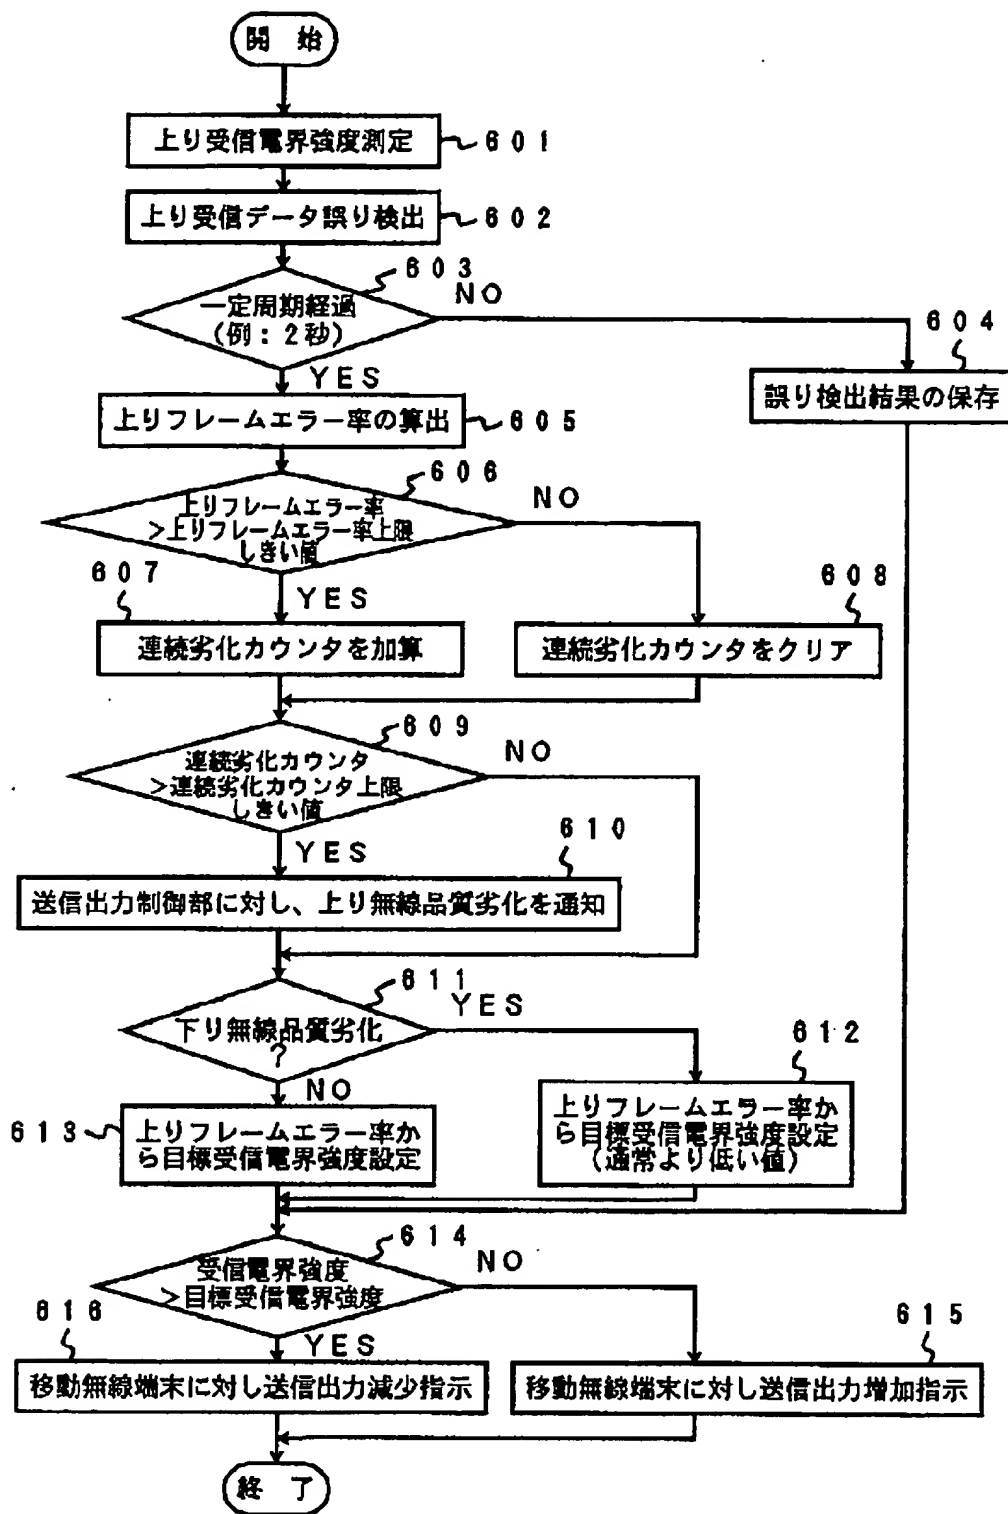 開 始
上り受信電界強度測定
601
上り受信データ誤り検出
602
603
一定周期経過
(例:2秒)
NO
YES
604
誤り検出結果の保存
上りフレームエラー率の算出
605
606
上りフレームエラー率
>上りフレームエラー率上限
しきい値
NO
YES
607
連続劣化カウンタを加算
608
連続劣化カウンタをクリア
609
連続劣化カウンタ
>連続劣化カウンタ上限
しきい値
NO
YES
610
送信出力制御部に対し、上り無線品質劣化を通知
611
下り無線品質劣化
?
YES
NO
612
上りフレームエラー率か
ら目標受信電界強度設定
(通常より低い値)
613
上りフレームエラー率か
ら目標受信電界強度設定
614
受信電界強度
>目標受信電界強度
NO
YES
616
移動無線端末に対し送信出力減少指示
615
移動無線端末に対し送信出力増加指示
終 了